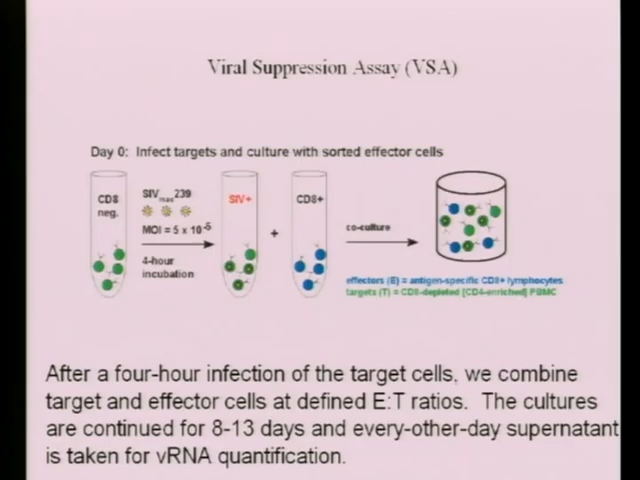 Viral Suppression Assay (VSA)
Day 0: Infect targets and culture with sorted effector cells
CD8 neg.
SIVmac239
MOI = 5 x 10-5
4-hour incubation
SIV+
+
CD8+
co-culture
effectors (E) = antigen-specific CD8+ lymphocytes
targets (T) = CD8-depleted [CD4-enriched] PBMC
After a four-hour infection of the target cells, we combine
target and effector cells at defined E:T ratios. The cultures
are continued for 8-13 days and every-other-day supernatant
is taken for vRNA quantification.